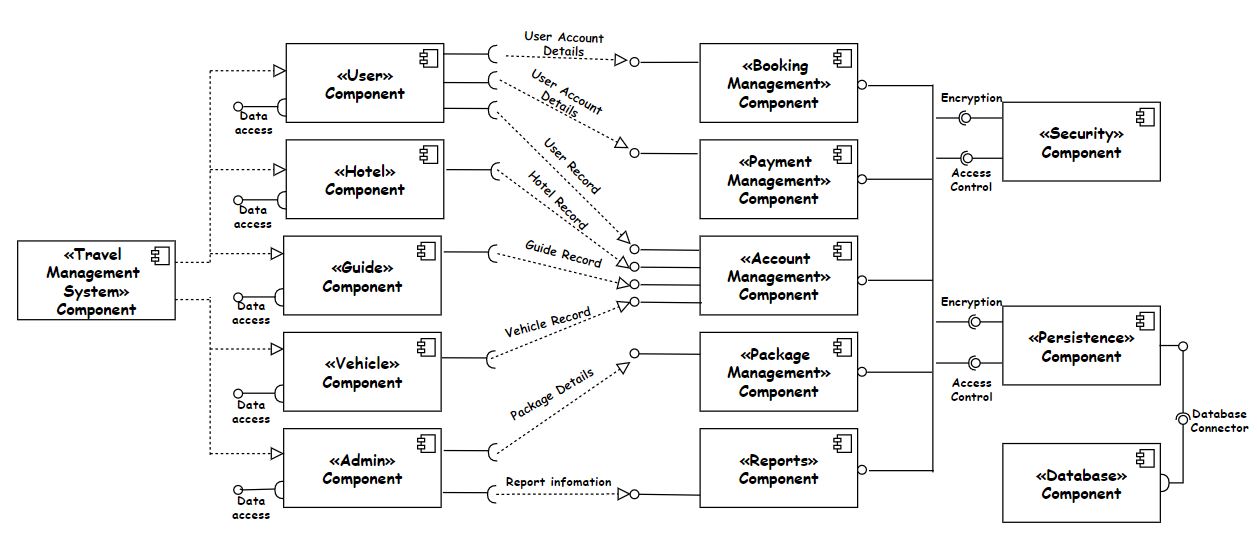 «Travel
Management
System»
Component
«User»
Component
Data
access
«Hotel»
Component
Data
access
«Guide»
Component
Data
access
«Vehicle»
Component
Data
access
«Admin»
Component
Data
access
User Account
Details
User Account
Details
User Record
Hotel Record
Guide Record
Vehicle Record
Package Details
Report infomation
«Booking
Management»
Component
«Payment
Management»
Component
«Account
Management»
Component
«Package
Management»
Component
«Reports»
Component
Encryption
Access
Control
«Security»
Component
Encryption
Access
Control
«Persistence»
Component
Database
Connector
«Database»
Component